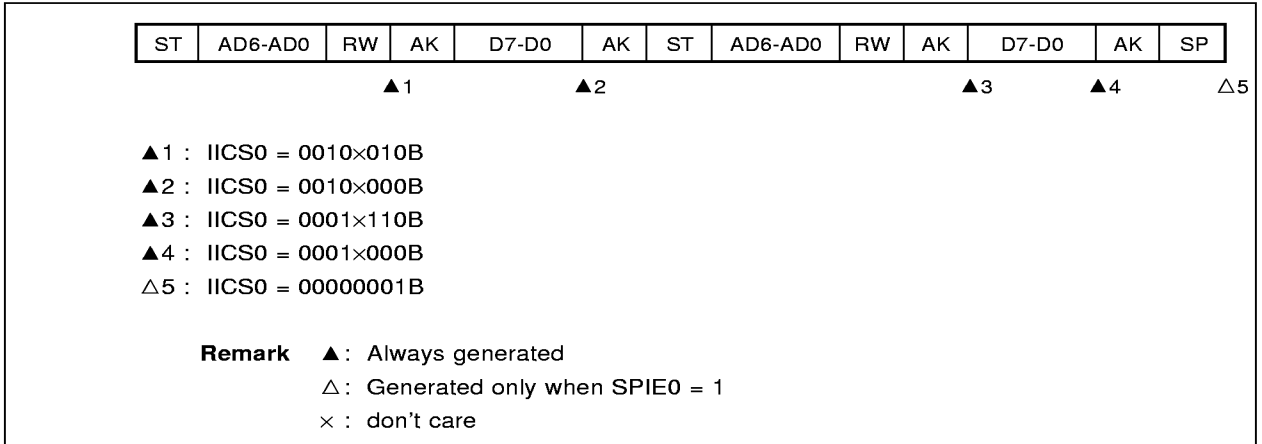 ST AD6-AD0 RW AK D7-D0 AK ST AD6-AD0 RW AK D7-D0 AK SP
▲1 ▲2 ▲3 ▲4 △5
▲1 : IICS0 = 0010×010B
▲2 : IICS0 = 0010×000B
▲3 : IICS0 = 0001×110B
▲4 : IICS0 = 0001×000B
△5 : IICS0 = 00000001B
Remark ▲: Always generated
△: Generated only when SPIE0 = 1
× : don't care